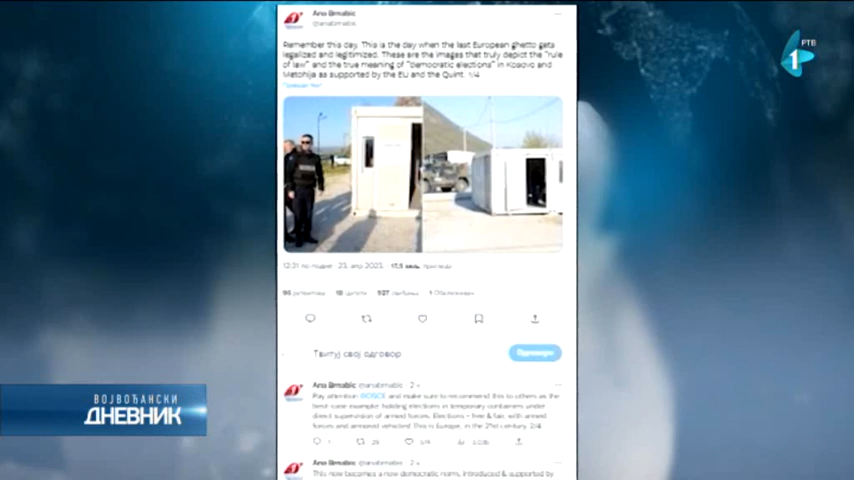 Ana Brnabic
@anabrnabic
Remember this day. This is the day when the last European ghetto gets
legalized and legitimized. These are the images that truly depict the "rule
of law" and the true meaning of "democratic elections" in Kosovo and
Metohija as supported by the EU and the Quint. 1/4
РТВ
1
12:31 по подне · 23. апр 2023. ·
Твитуј свој одговор
Одговори
Ana Brnabic @anabrnabic · 2 ч
Pay attention @OSCE and make sure to recommend this to others as the
best-case example: holding elections in temporary containers under
direct supervision of armed forces. Elections – free & fair, with armed
forces and armored vehicles! This is Europe, in the 21st century. 2/4
Ana Brnabic @anabrnabic · 2 ч
This now becomes a new democratic norm, introduced & supported by
ВОЈВОЂАНСКИ
ДНЕВНИК